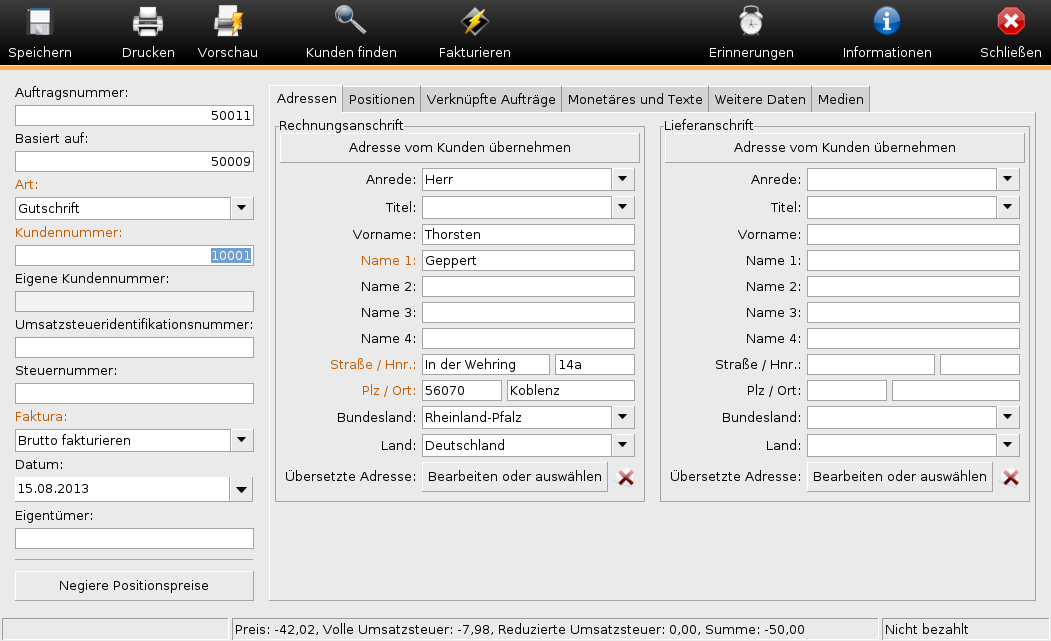 Speichern Drucken Vorschau Kunden finden Fakturieren Erinnerungen Informationen Schließen
Auftragsnummer:
50011
Basiert auf:
50009
Art:
Gutschrift
Kundennummer:
10001
Eigene Kundennummer:
Umsatzsteueridentifikationsnummer:
Steuernummer:
Faktura:
Brutto fakturieren
Datum:
15.08.2013
Eigentümer:
Negiere Positionspreise
Adressen Positionen Verknüpfte Aufträge Monetäres und Texte Weitere Daten Medien
Rechnungsanschrift
Adresse vom Kunden übernehmen
Anrede: Herr
Titel:
Vorname: Thorsten
Name 1: Geppert
Name 2:
Name 3:
Name 4:
Straße / Hnr.: In der Wehring 14a
Plz / Ort: 56070 Koblenz
Bundesland: Rheinland-Pfalz
Land: Deutschland
Übersetzte Adresse: Bearbeiten oder auswählen
Lieferanschrift
Adresse vom Kunden übernehmen
Anrede:
Titel:
Vorname:
Name 1:
Name 2:
Name 3:
Name 4:
Straße / Hnr.:
Plz / Ort:
Bundesland:
Land:
Übersetzte Adresse: Bearbeiten oder auswählen
Preis: -42,02, Volle Umsatzsteuer: -7,98, Reduzierte Umsatzsteuer: 0,00, Summe: -50,00
Nicht bezahlt